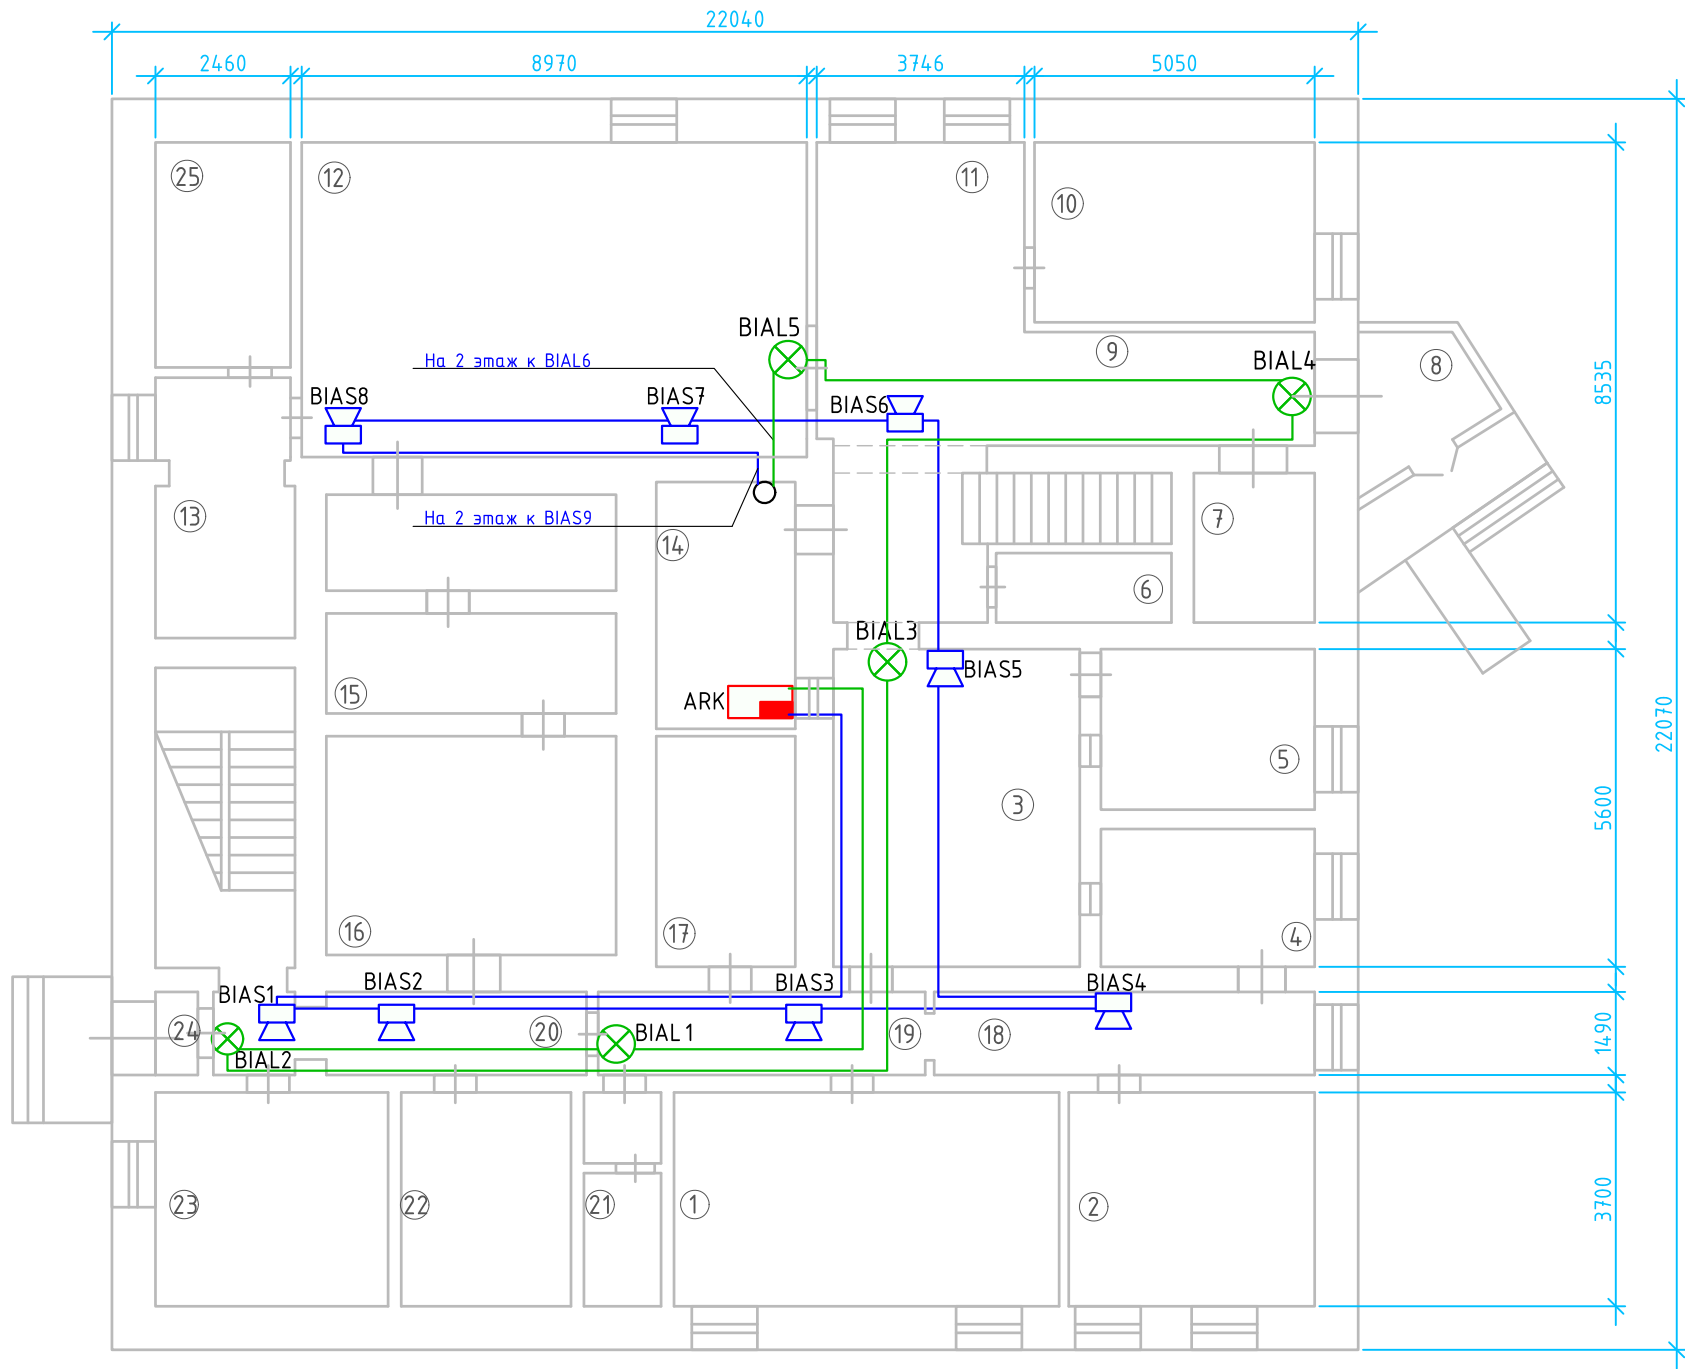 22040
2460
8970
3746
5050
25
12
11
10
BIAL5
BIAL4
9
8
На 2 этаж к BIAL6
8535
BIAS8
BIAS7
BIAS6
13
На 2 этаж к BIAS9
14
7
6
BIAL3
BIAS5
15
ARK
22070
5
3
5600
16
17
4
BIAS1
BIAS2
BIAS3
BIAS4
24
BIAL2
20
BIAL1
19
18
1490
23
22
21
1
2
3700